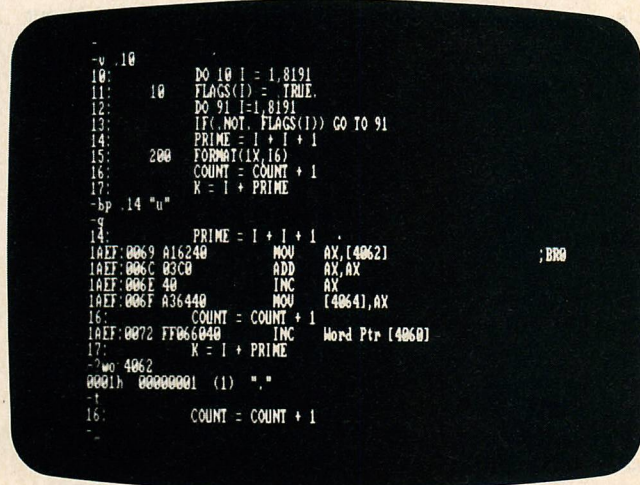 -
-v .10
10:          DO 10 I = 1,8191
11:     10   FLAGS(I) = .TRUE.
12:          DO 91 I=1,8191
13:          IF(.NOT. FLAGS(I)) GO TO 91
14:          PRIME = I + I + 1
15:     200  FORMAT(1X,I6)
16:          COUNT = COUNT + 1
17:          K = I + PRIME
-bp .14 "u"
-g
14:          PRIME = I + I + 1
1AEF:0069 A16240          MOV     AX,[4062]          ;BR0
1AEF:006C 03C0            ADD     AX,AX
1AEF:006E 40              INC     AX
1AEF:006F A36440          MOV     [4064],AX
16:          COUNT = COUNT + 1
1AEF:0072 FF066040        INC     Word Ptr [4060]
17:          K = I + PRIME
-?wo 4062
0001h  00000001  (1)  "."
-t
16:          COUNT = COUNT + 1
-_